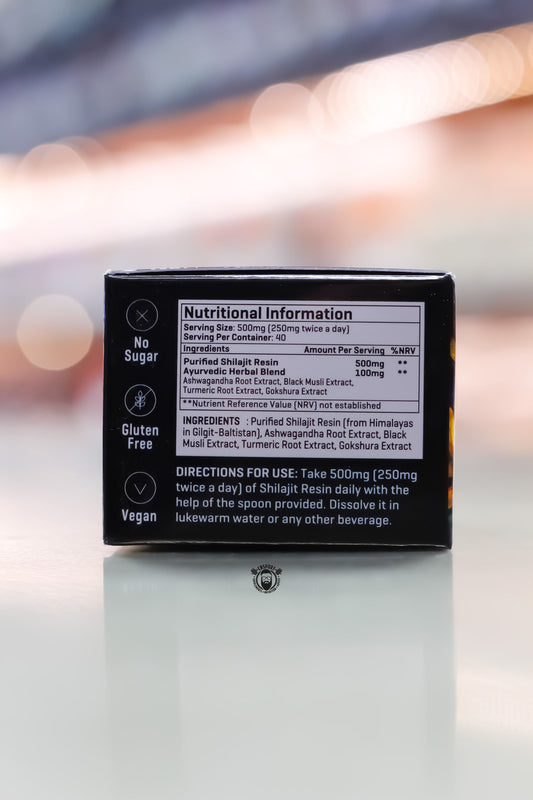 No
Sugar
Gluten
Free
Vegan
Nutritional Information
Serving Size: 500mg (250mg twice a day)
Serving Per Container: 40
Ingredients Amount Per Serving %NRV
Purified Shilajit Resin 500mg **
Ayurvedic Herbal Blend 100mg **
Ashwagandha Root Extract, Black Musli Extract,
Turmeric Root Extract, Gokshura Extract
**Nutrient Reference Value (NRV) not established
INGREDIENTS : Purified Shilajit Resin (from Himalayas
in Gilgit-Baltistan), Ashwagandha Root Extract, Black
Musli Extract, Turmeric Root Extract, Gokshura Extract
DIRECTIONS FOR USE: Take 500mg (250mg
twice a day) of Shilajit Resin daily with the
help of the spoon provided. Dissolve it in
lukewarm water or any other beverage.